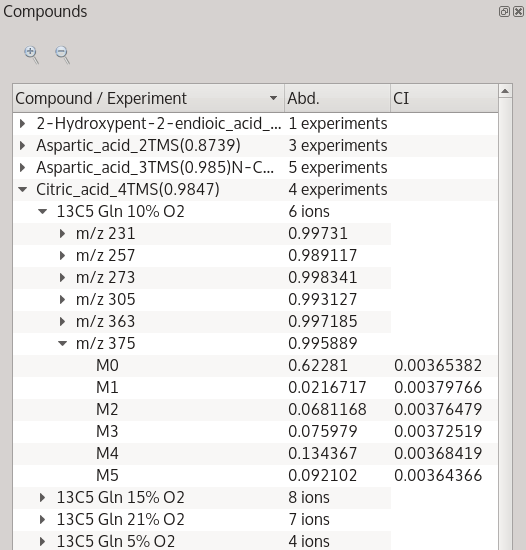 Compounds
Compound / Experiment Abd. CI
2-Hydroxypent-2-endioic_acid_... 1 experiments
Aspartic_acid_2TMS(0.8739) 3 experiments
Aspartic_acid_3TMS(0.985)N-C... 5 experiments
Citric_acid_4TMS(0.9847) 4 experiments
13C5 Gln 10% O2 6 ions
m/z 231 0.99731
m/z 257 0.989117
m/z 273 0.998341
m/z 305 0.993127
m/z 363 0.997185
m/z 375 0.995889
M0 0.62281 0.00365382
M1 0.0216717 0.00379766
M2 0.0681168 0.00376479
M3 0.075979 0.00372519
M4 0.134367 0.00368419
M5 0.092102 0.00364366
13C5 Gln 15% O2 8 ions
13C5 Gln 21% O2 7 ions
13C5 Gln 5% O2 4 ions